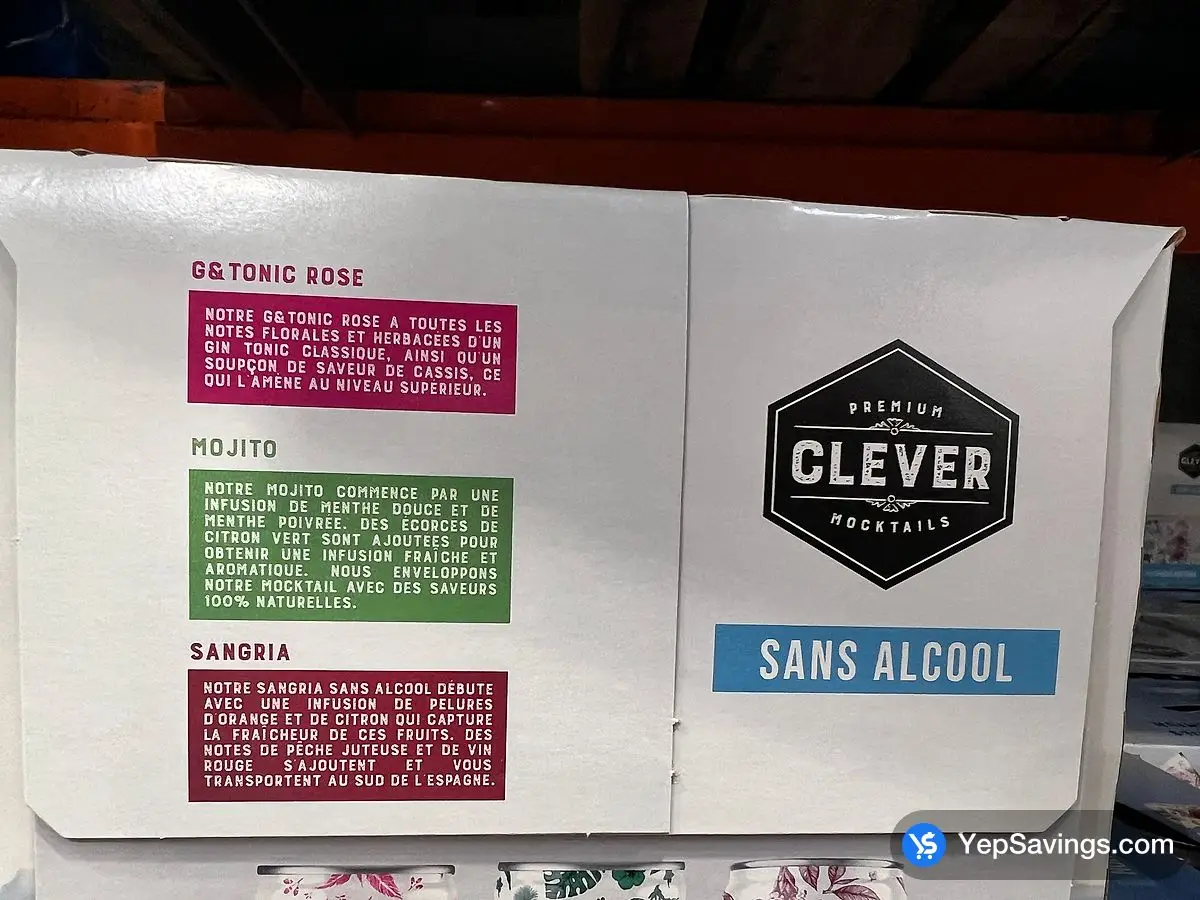 G&TONIC ROSE
NOTRE G&TONIC ROSE A TOUTES LES
NOTES FLORALES ET HERBACÉES D'UN
GIN TONIC CLASSIQUE, AINSI QU'UN
SOUPÇON DE SAVEUR DE CASSIS, CE
QUI L'AMÈNE AU NIVEAU SUPÉRIEUR.
MOJITO
NOTRE MOJITO COMMENCE PAR UNE
INFUSION DE MENTHE DOUCE ET DE
MENTHE POIVRÉE. DES ÉCORCES DE
CITRON VERT SONT AJOUTÉES POUR
OBTENIR UNE INFUSION FRAÎCHE ET
AROMATIQUE. NOUS ENVELOPPONS
NOTRE MOCKTAIL AVEC DES SAVEURS
100% NATURELLES.
SANGRIA
NOTRE SANGRIA SANS ALCOOL DÉBUTE
AVEC UNE INFUSION DE PELURES
D'ORANGE ET DE CITRON QUI CAPTURE
LA FRAÎCHEUR DE CES FRUITS. DES
NOTES DE PÊCHE JUTEUSE ET DE VIN
ROUGE S'AJOUTENT ET VOUS
TRANSPORTENT AU SUD DE L'ESPAGNE.
PREMIUM
CLEVER
MOCKTAILS
SANS ALCOOL
YepSavings.com